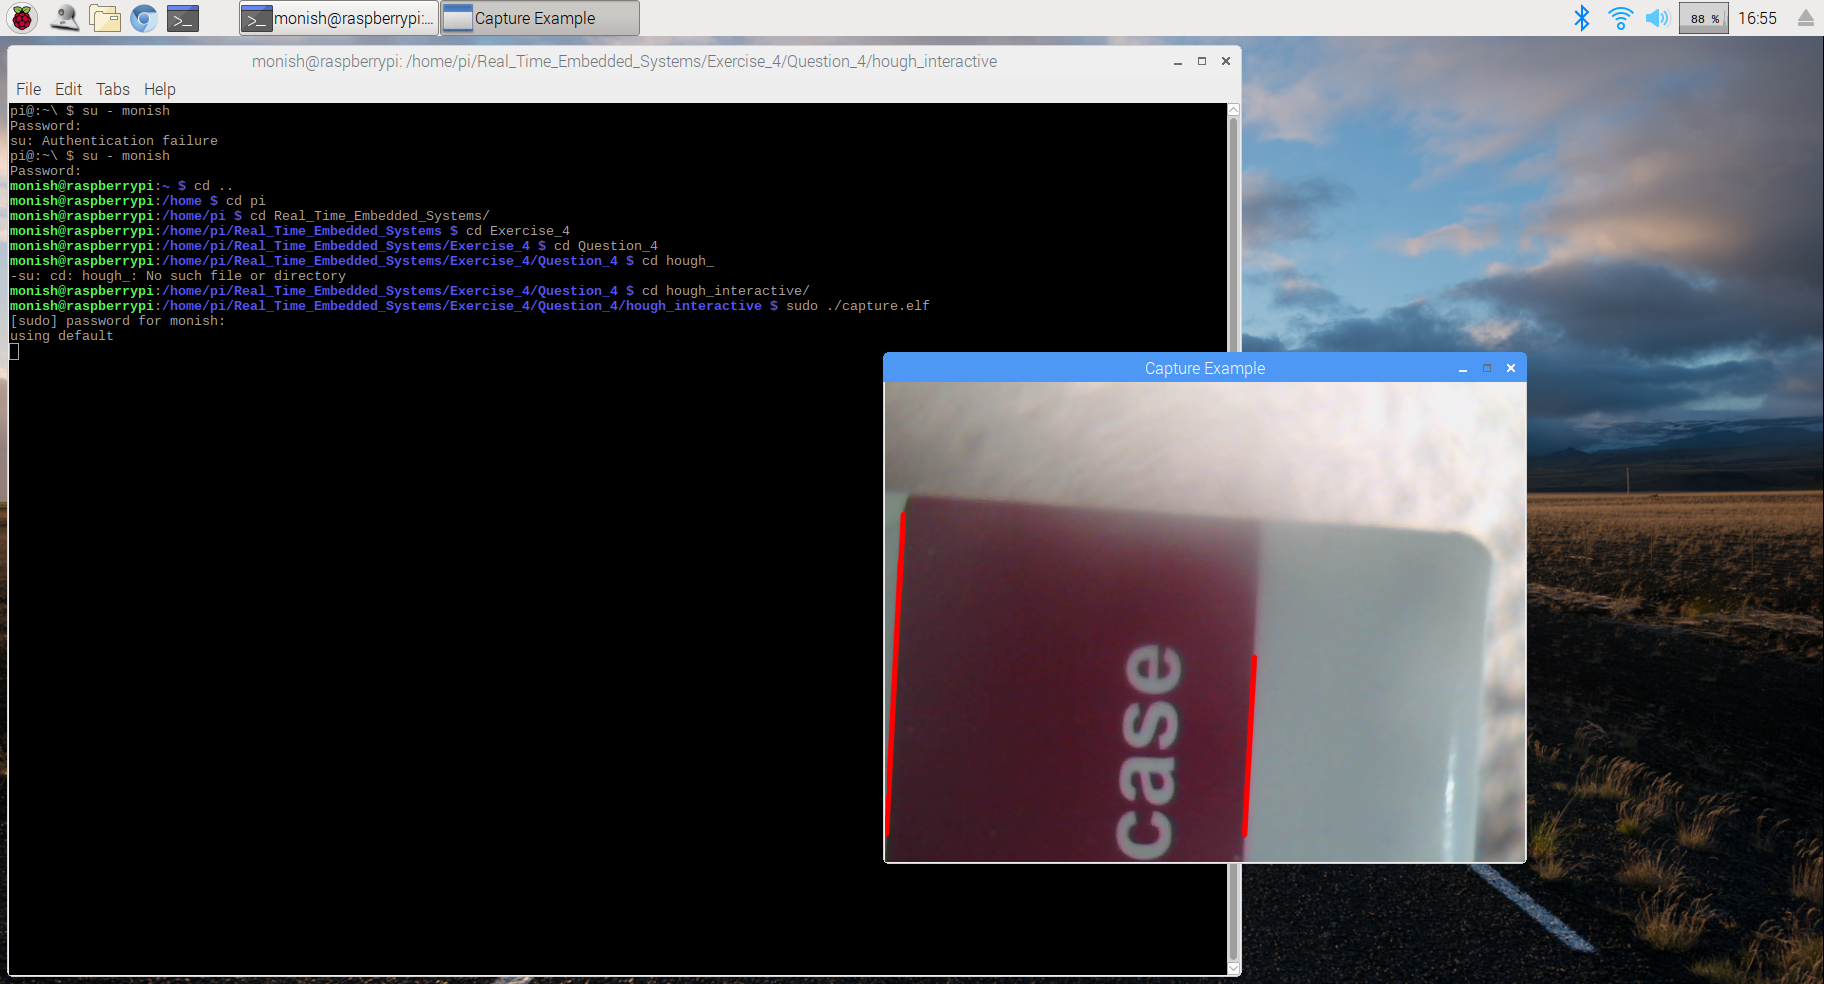 monish@raspberrypi:...
Capture Example
88 %
16:55
monish@raspberrypi: /home/pi/Real_Time_Embedded_Systems/Exercise_4/Question_4/hough_interactive
File Edit Tabs Help
pi@:~\ $ su - monish
Password:
su: Authentication failure
pi@:~\ $ su - monish
Password:
monish@raspberrypi:~ $ cd ..
monish@raspberrypi:/home $ cd pi
monish@raspberrypi:/home/pi $ cd Real_Time_Embedded_Systems/
monish@raspberrypi:/home/pi/Real_Time_Embedded_Systems $ cd Exercise_4
monish@raspberrypi:/home/pi/Real_Time_Embedded_Systems/Exercise_4 $ cd Question_4
monish@raspberrypi:/home/pi/Real_Time_Embedded_Systems/Exercise_4/Question_4 $ cd hough_
-su: cd: hough_: No such file or directory
monish@raspberrypi:/home/pi/Real_Time_Embedded_Systems/Exercise_4/Question_4 $ cd hough_interactive/
monish@raspberrypi:/home/pi/Real_Time_Embedded_Systems/Exercise_4/Question_4/hough_interactive $ sudo ./capture.elf
[sudo] password for monish:
using default
Capture Example
case